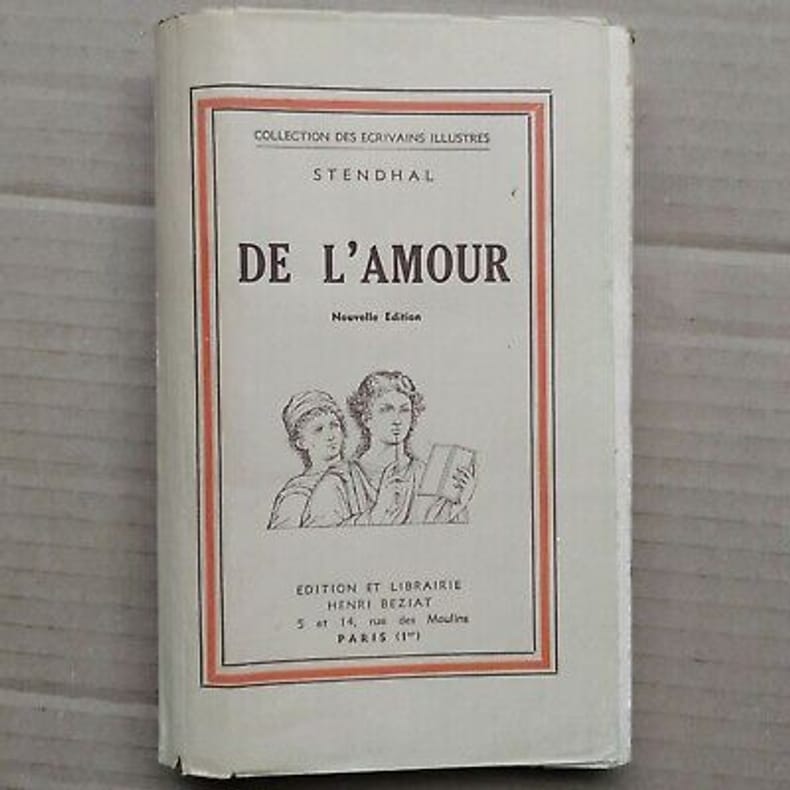 COLLECTION DES ECRIVAINS ILLUSTRES
STENDHAL
DE L'AMOUR
Nouvelle Edition
EDITION ET LIBRAIRIE
HENRI BEZIAT
5 et 14, rue des Moulins
PARIS (1er)